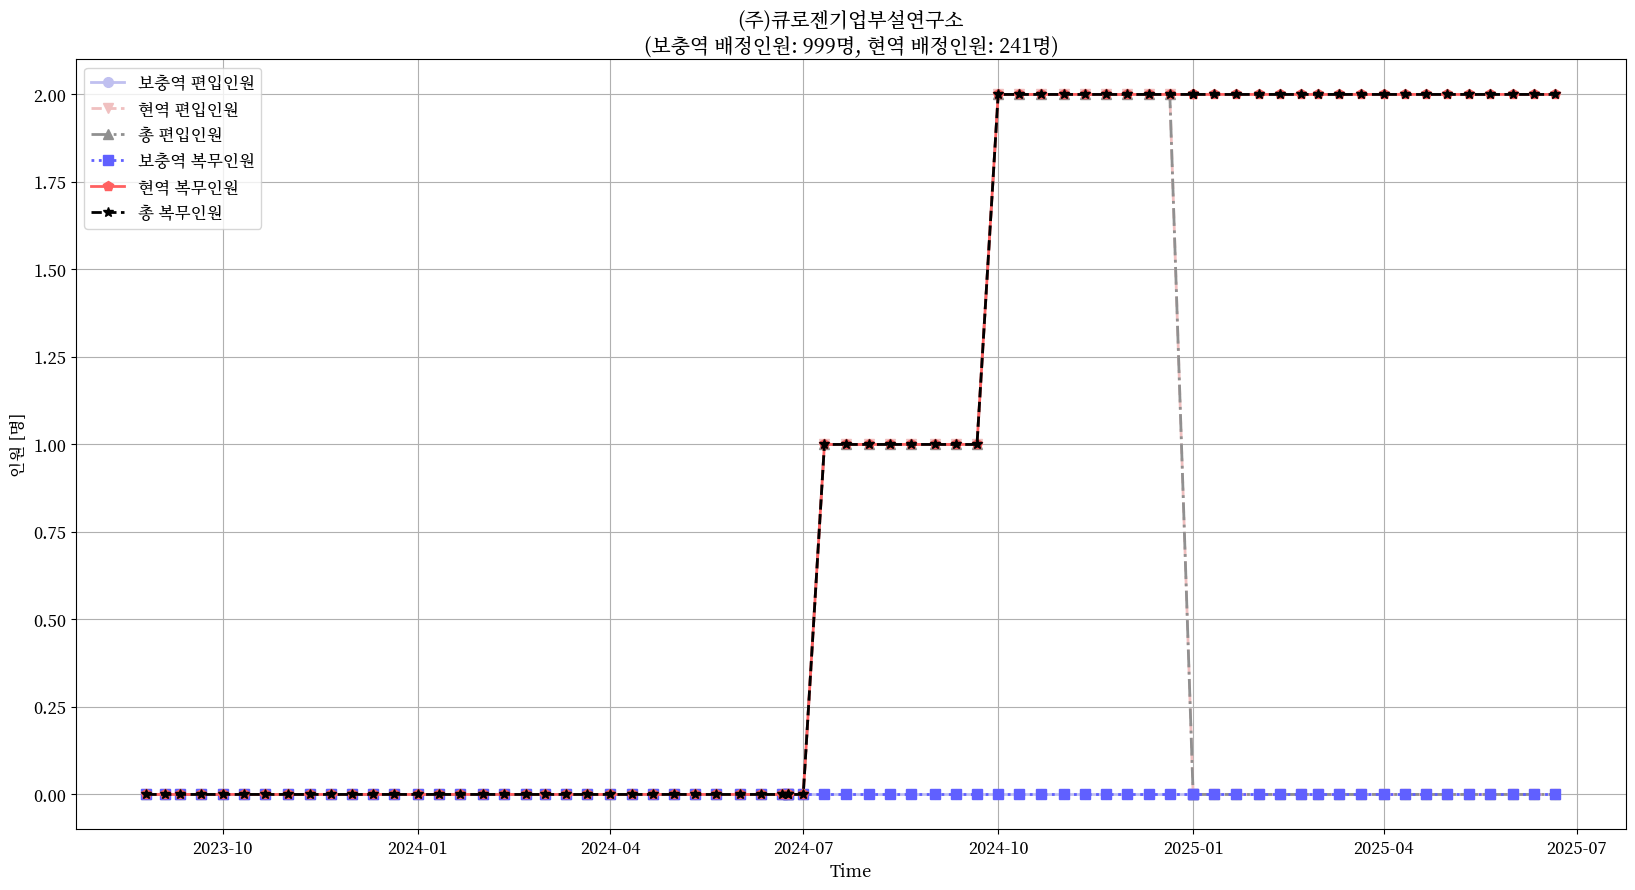 (주)큐로젠기업부설연구소
(보충역 배정인원: 999명, 현역 배정인원: 241명)
보충역 편입인원
현역 편입인원
총 편입인원
보충역 복무인원
현역 복무인원
총 복무인원
2.00
1.75
1.50
1.25
1.00
0.75
0.50
0.25
0.00
인원 [명]
2023-10
2024-01
2024-04
2024-07
2024-10
2025-01
2025-04
2025-07
Time